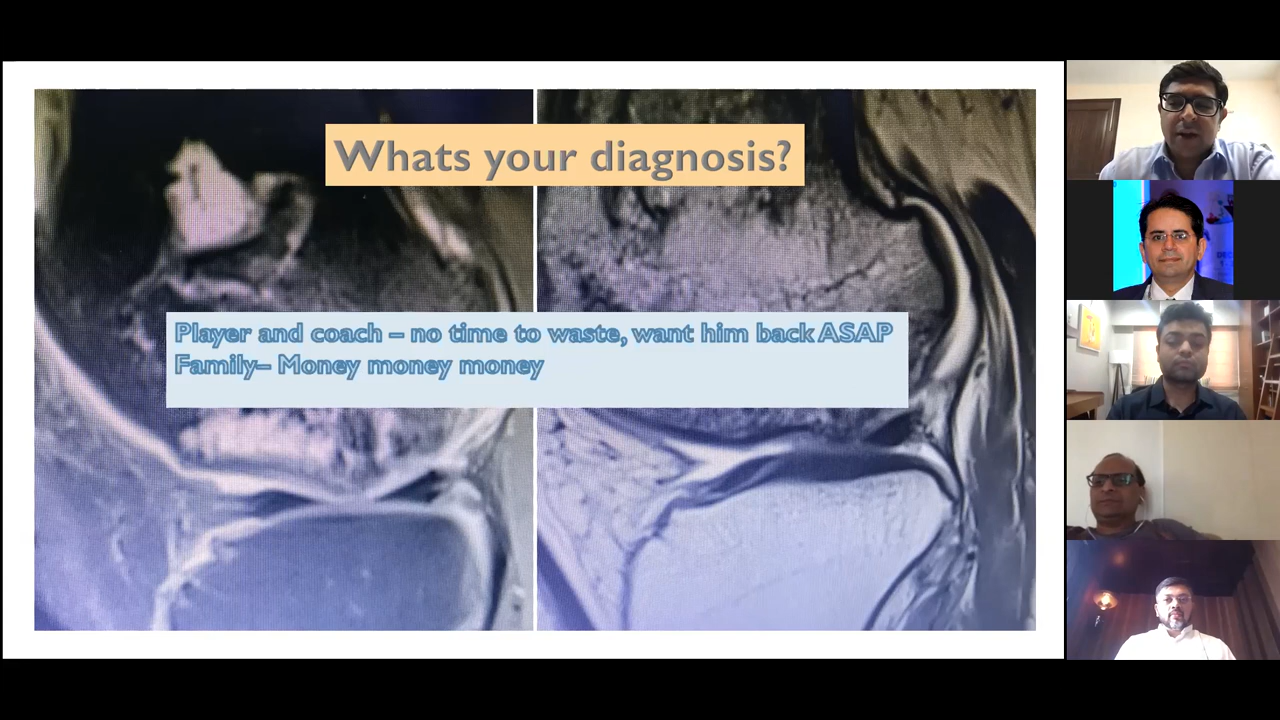 Whats your diagnosis?
Player and coach – no time to waste, want him back ASAP
Family– Money money money